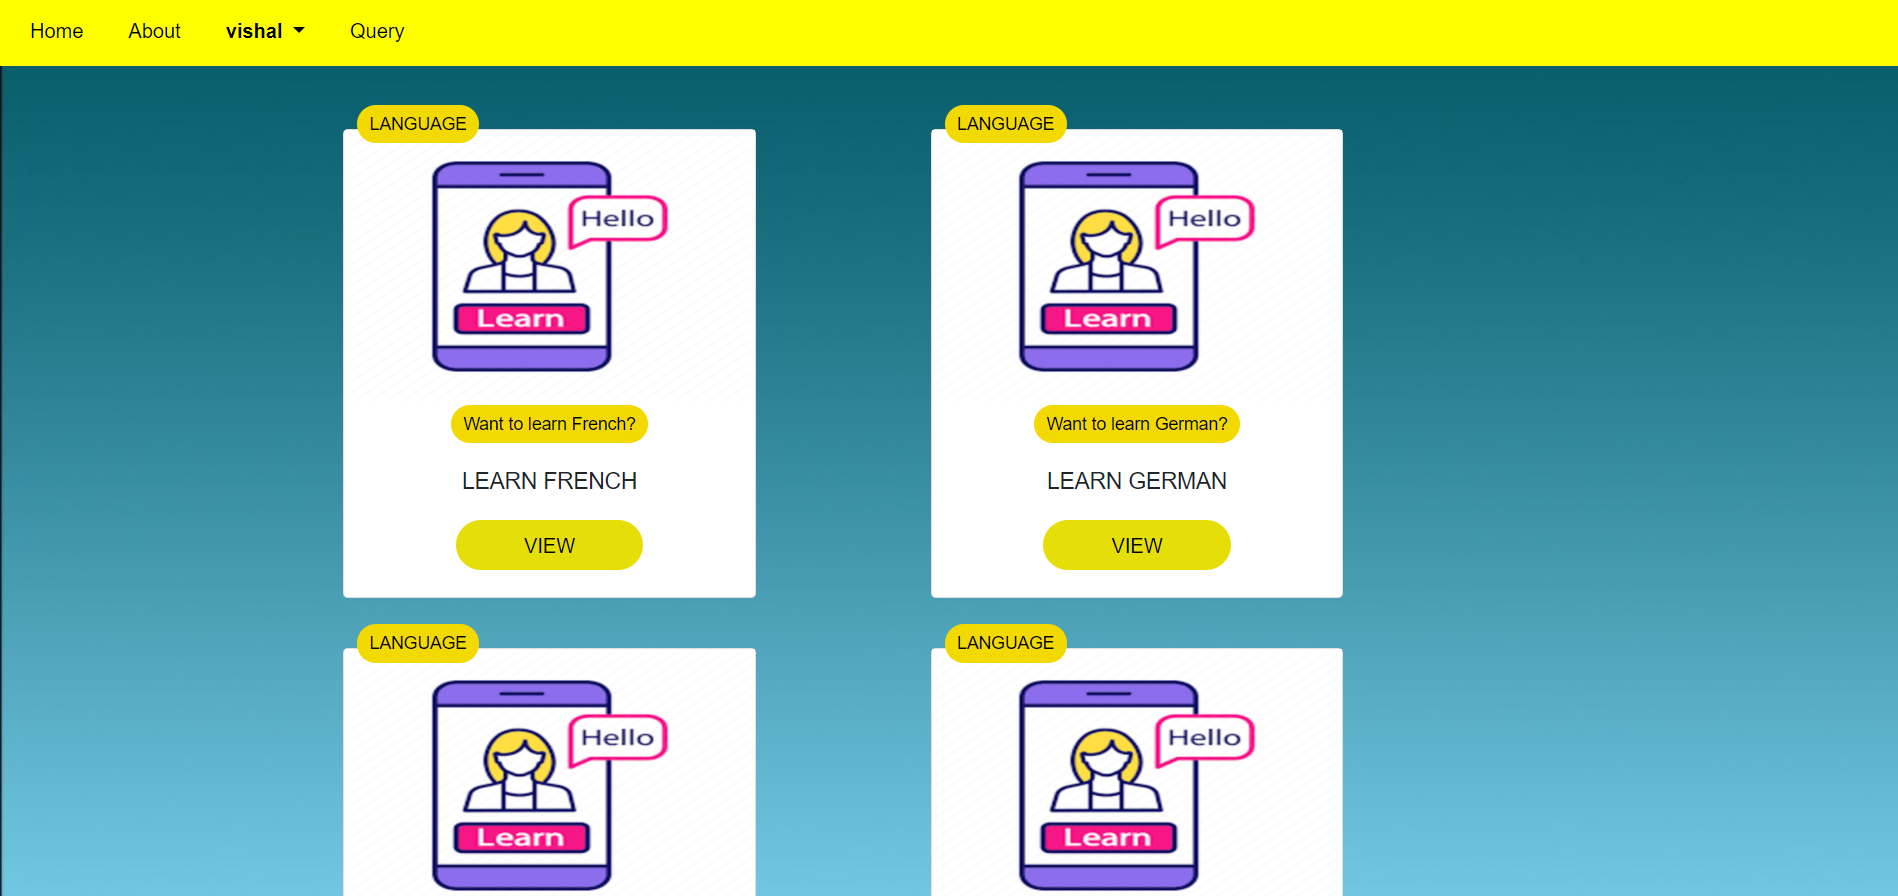 Home About vishal Query
LANGUAGE LANGUAGE
Hello Hello
Learn Learn
Want to learn French? Want to learn German?
LEARN FRENCH LEARN GERMAN
VIEW VIEW
LANGUAGE LANGUAGE
Hello Hello
Learn Learn